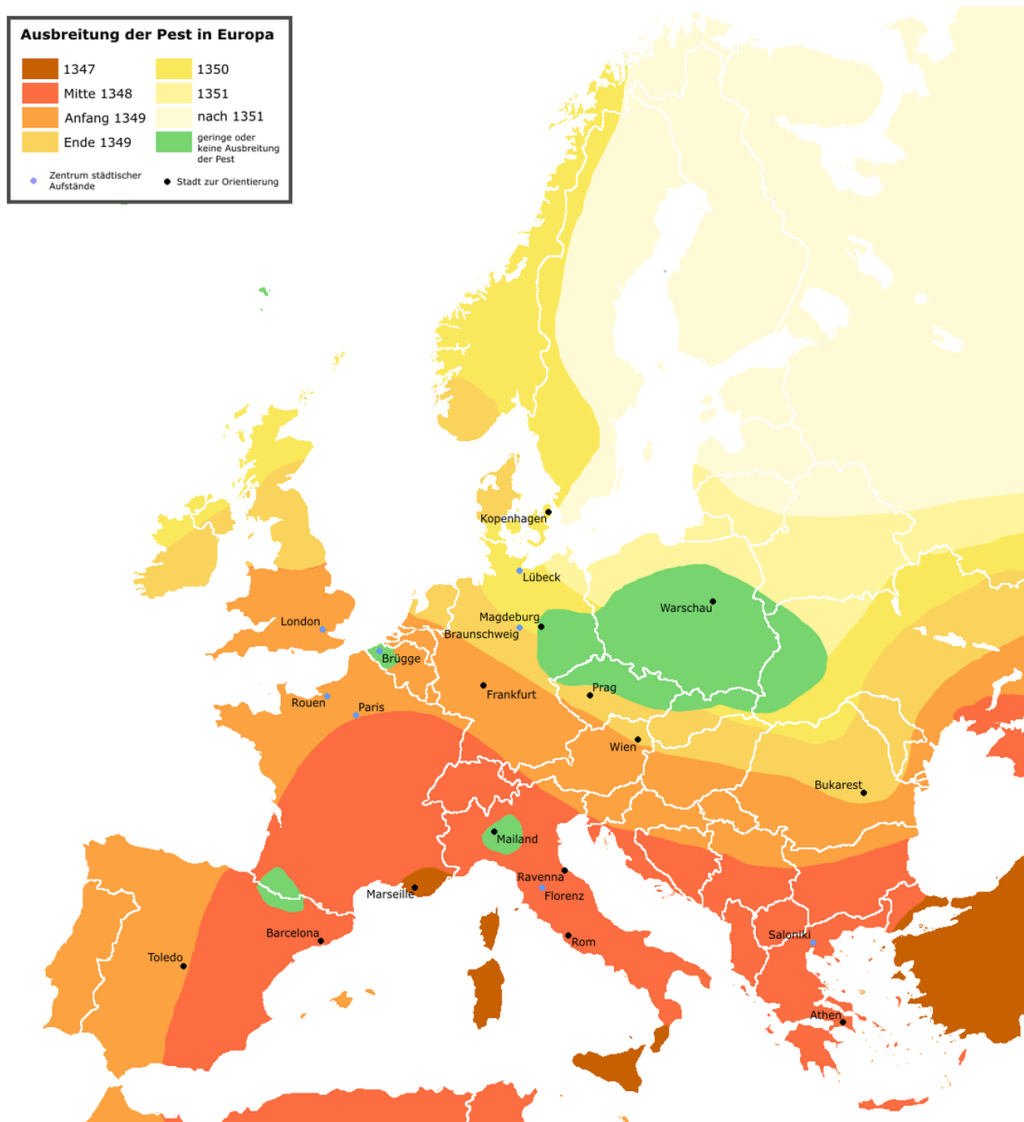 Ausbreitung der Pest in Europa
1347
1350
Mitte 1348
1351
Anfang 1349
nach 1351
Ende 1349
geringe oder
keine Ausbreitung
der Pest
Zentrum städtischer
Aufstände
Stadt zur Orientierung
Kopenhagen
Lübeck
Warschau
Magdeburg
London
Braunschweig
Brügge
Prag
Frankfurt
Rouen
Paris
Wien
Bukarest
Mailand
Ravenna
Marseille
Florenz
Barcelona
Saloniki
Rom
Toledo
Athen